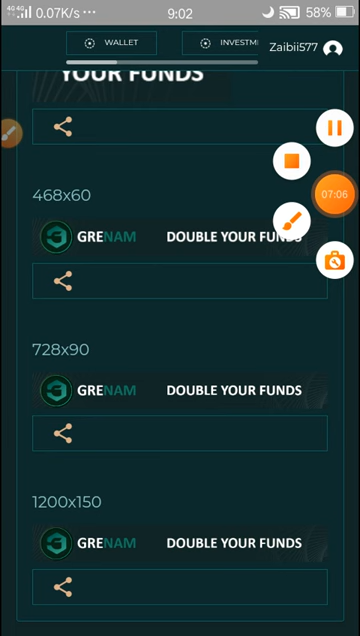 4G 4G 0.07K/s ··· 9:02 58%
WALLET INVESTM
Zaibii577
YOUR FUNDS
07:06
468x60
GRENAM DOUBLE YOUR FUNDS
728x90
GRENAM DOUBLE YOUR FUNDS
1200x150
GRENAM DOUBLE YOUR FUNDS